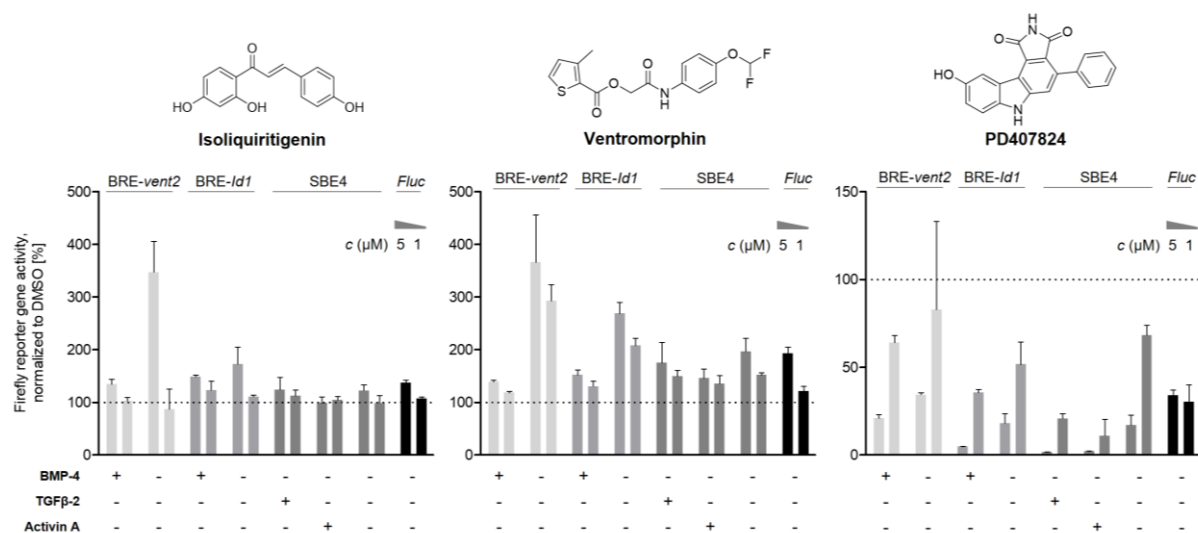 O
HO
OH
OH
Isoliquiritigenin
S
O
O
O
N
H
O
F
F
Ventromorphin
H
N
O
O
HO
N
H
PD407824
Firefly reporter gene activity,
normalized to DMSO [%]
BRE-vent2 BRE-Id1 SBE4 Fluc
500
400
300
200
100
0
c (µM) 5 1
BRE-vent2 BRE-Id1 SBE4 Fluc
500
400
300
200
100
0
c (µM) 5 1
BRE-vent2 BRE-Id1 SBE4 Fluc
150
100
50
0
c (µM) 5 1
BMP-4 + - + - - - - - + - + - - - - - + - + - - - - -
TGFβ-2 - - - - + - - - - - - - + - - - - - - - + - - -
Activin A - - - - - + - - - - - - - + - - - - - - - + - -